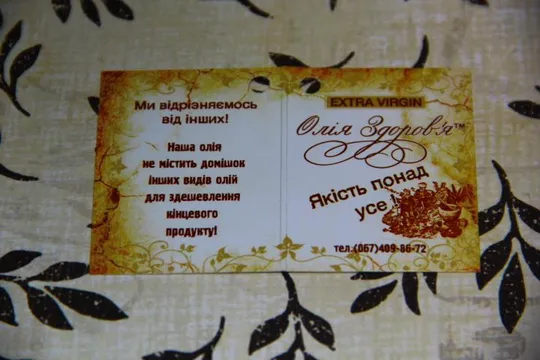 Ми відрізняємось
від інших!
Наша олія
не містить домішок
інших видів олій
для здешевлення
кінцевого
продукту!
EXTRA VIRGIN
Олія Здоров'я™
Якість понад
усе !
тел.(067)409-86-72